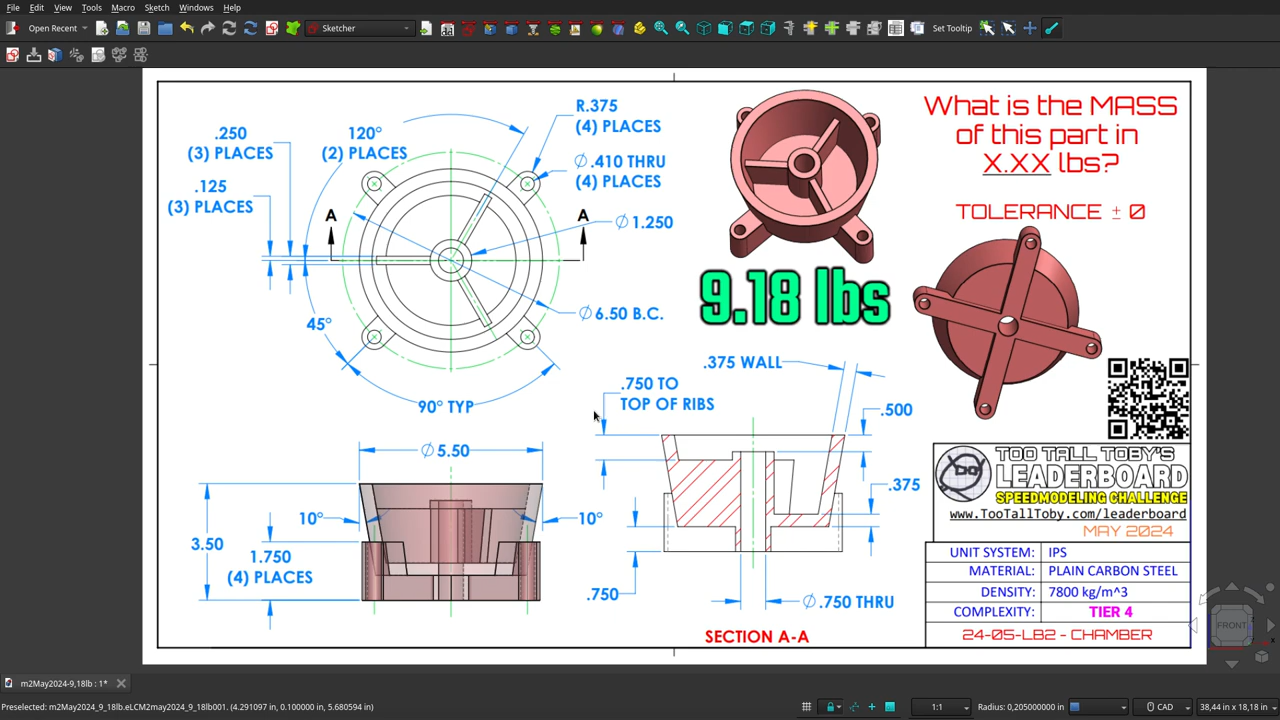 File Edit View Tools Macro Sketch Windows Help
Open Recent
Sketcher
Set Tooltip
.250
(3) PLACES
120°
(2) PLACES
.125
(3) PLACES
R.375
(4) PLACES
∅.410 THRU
(4) PLACES
A
A
∅1.250
∅6.50 B.C.
45°
90° TYP
∅5.50
10°
10°
3.50
1.750
(4) PLACES
What is the MASS
of this part in
X.XX lbs?
TOLERANCE ± 0
9.18 lbs
.375 WALL
.750 TO
TOP OF RIBS
.500
.375
.750
∅.750 THRU
SECTION A-A
TOO TALL TOBY'S
LEADERBOARD
SPEEDMODELING CHALLENGE
www.TooTallToby.com/leaderboard
MAY 2024
UNIT SYSTEM: IPS
MATERIAL: PLAIN CARBON STEEL
DENSITY: 7800 kg/m^3
COMPLEXITY: TIER 4
24-05-LB2 - CHAMBER
FRONT
m2May2024-9,18lb : 1*
Preselected: m2May2024_9_18lb.eLCM2may2024_9_18lb001. (4.291097 in, 0.100000 in, 5.680594 in)
1:1
Radius: 0,205000000 in
CAD
38,44 in x 18,18 in